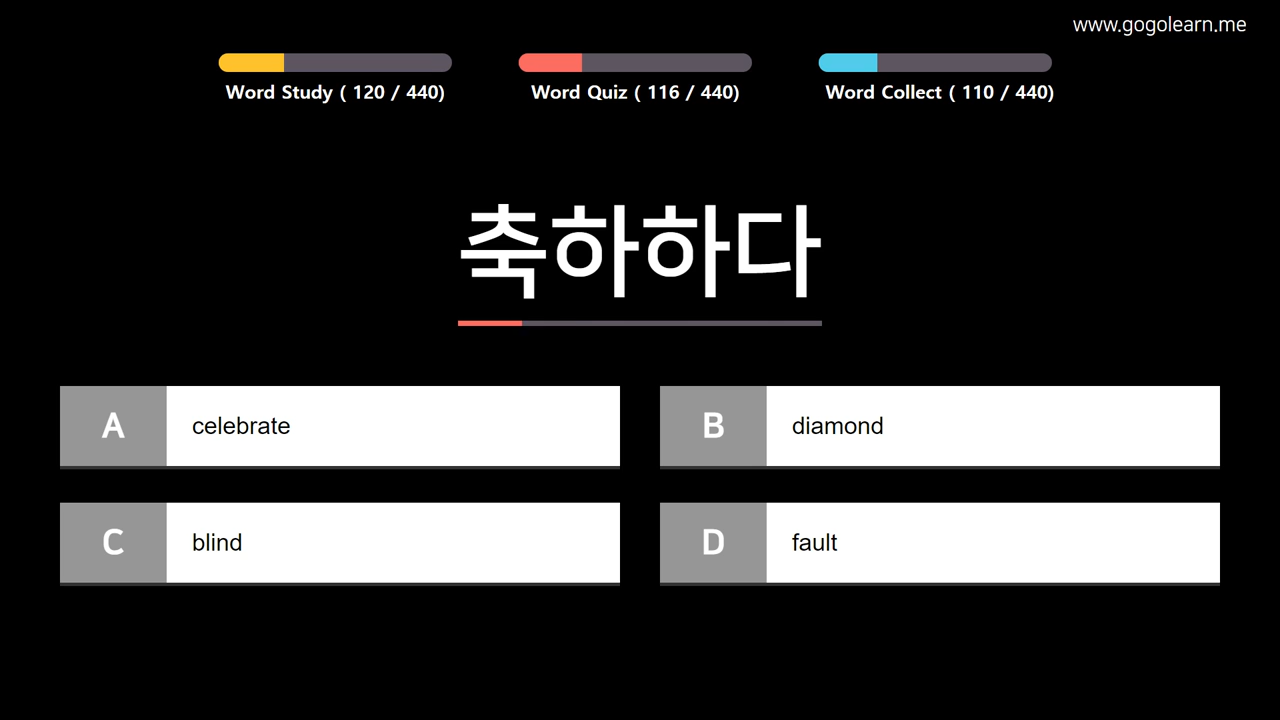 www.gogolearn.me
Word Study ( 120 / 440)
Word Quiz ( 116 / 440)
Word Collect ( 110 / 440)
축하하다
A celebrate
B diamond
C blind
D fault